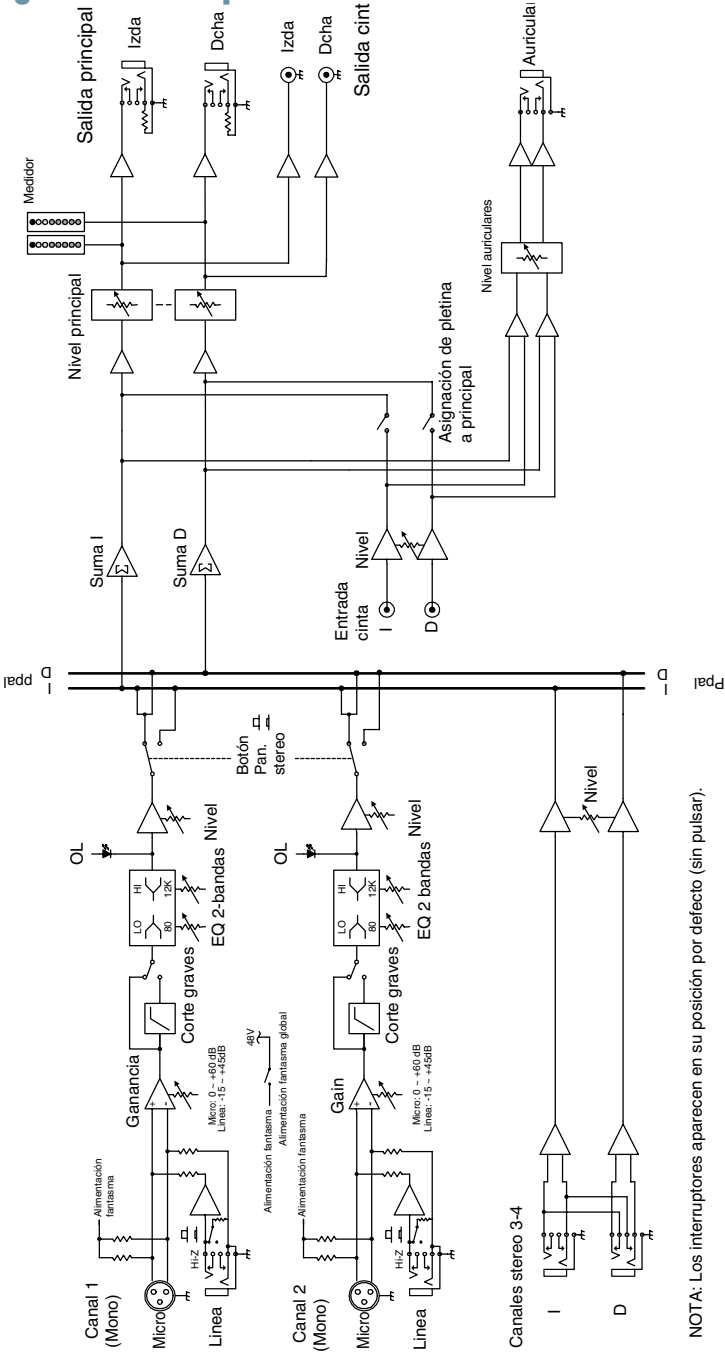 Canal 1
(Mono)
Micro
Linea
Hi-Z
Alimentación
fantasma
Ganancia
+
-
Micro: 0 ~ +60 dB
Linea: -15 ~ +45dB
Corte graves
LO
HI
80
12K
EQ 2-bandas
OL
Nivel
Botón
Pan.
stereo
Alimentación fantasma
Alimentación fantasma global
48V
Canal 2
(Mono)
Micro
Linea
Hi-Z
Alimentación fantasma
Gain
+
-
Micro: 0 ~ +60 dB
Linea: -15 ~ +45dB
Corte graves
LO
HI
80
12K
EQ 2 bandas
OL
Nivel
Canales stereo 3-4
I
D
Nivel
ppal
I
D
I
D
Ppal
Suma I
Suma D
Σ
Σ
Nivel principal
Medidor
Salida principal
Izda
Dcha
Izda
Dcha
Salida cint
Entrada
cinta
I
D
Nivel
Asignación de pletina
a principal
Nivel auriculares
Auricular
NOTA: Los interruptores aparecen en su posición por defecto (sin pulsar).